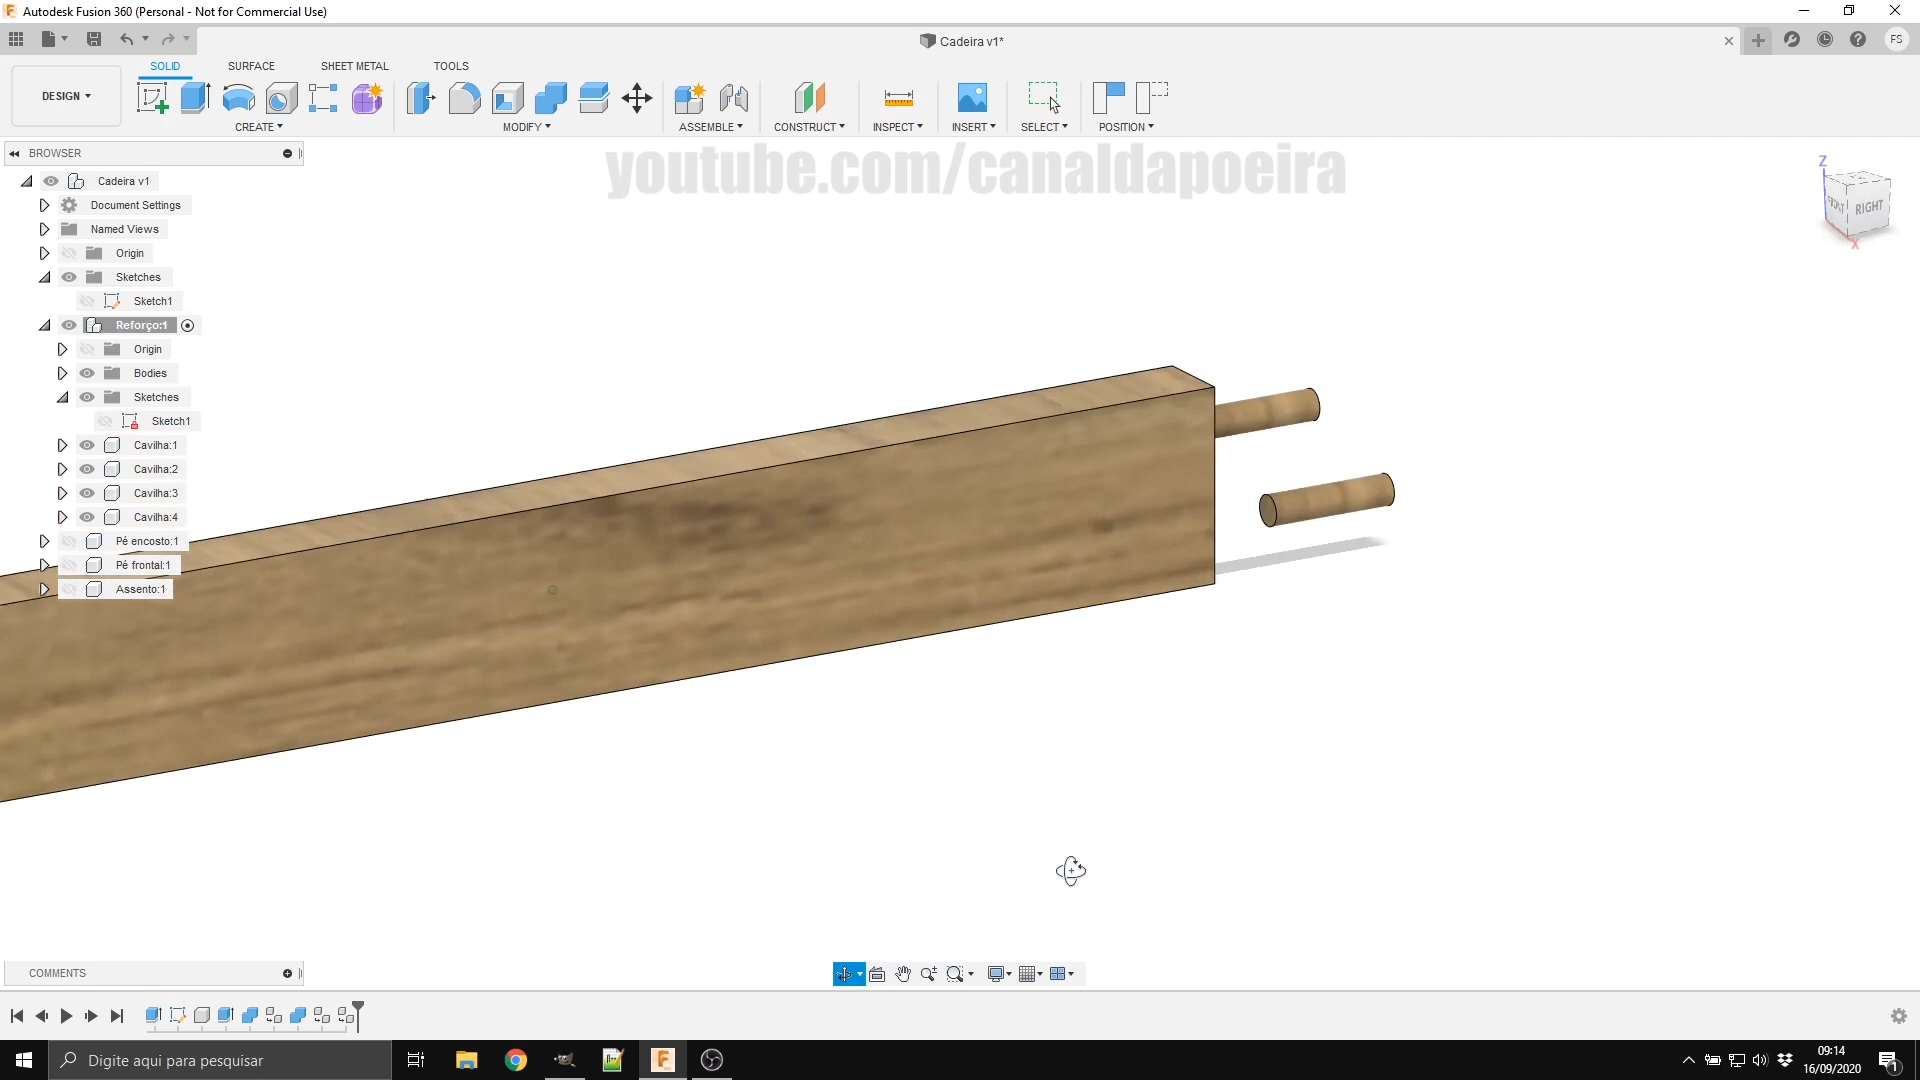 Autodesk Fusion 360 (Personal - Not for Commercial Use)
Cadeira v1*
FS
DESIGN
SOLID
SURFACE
SHEET METAL
TOOLS
CREATE
MODIFY
ASSEMBLE
CONSTRUCT
INSPECT
INSERT
SELECT
POSITION
BROWSER
youtube.com/canaldapoeira
Z
FRONT
RIGHT
X
Cadeira v1
Document Settings
Named Views
Origin
Sketches
Sketch1
Reforço:1
Origin
Bodies
Sketches
Sketch1
Cavilha:1
Cavilha:2
Cavilha:3
Cavilha:4
Pé encosto:1
Pé frontal:1
Assento:1
COMMENTS
Digite aqui para pesquisar
09:14
16/09/2020
1